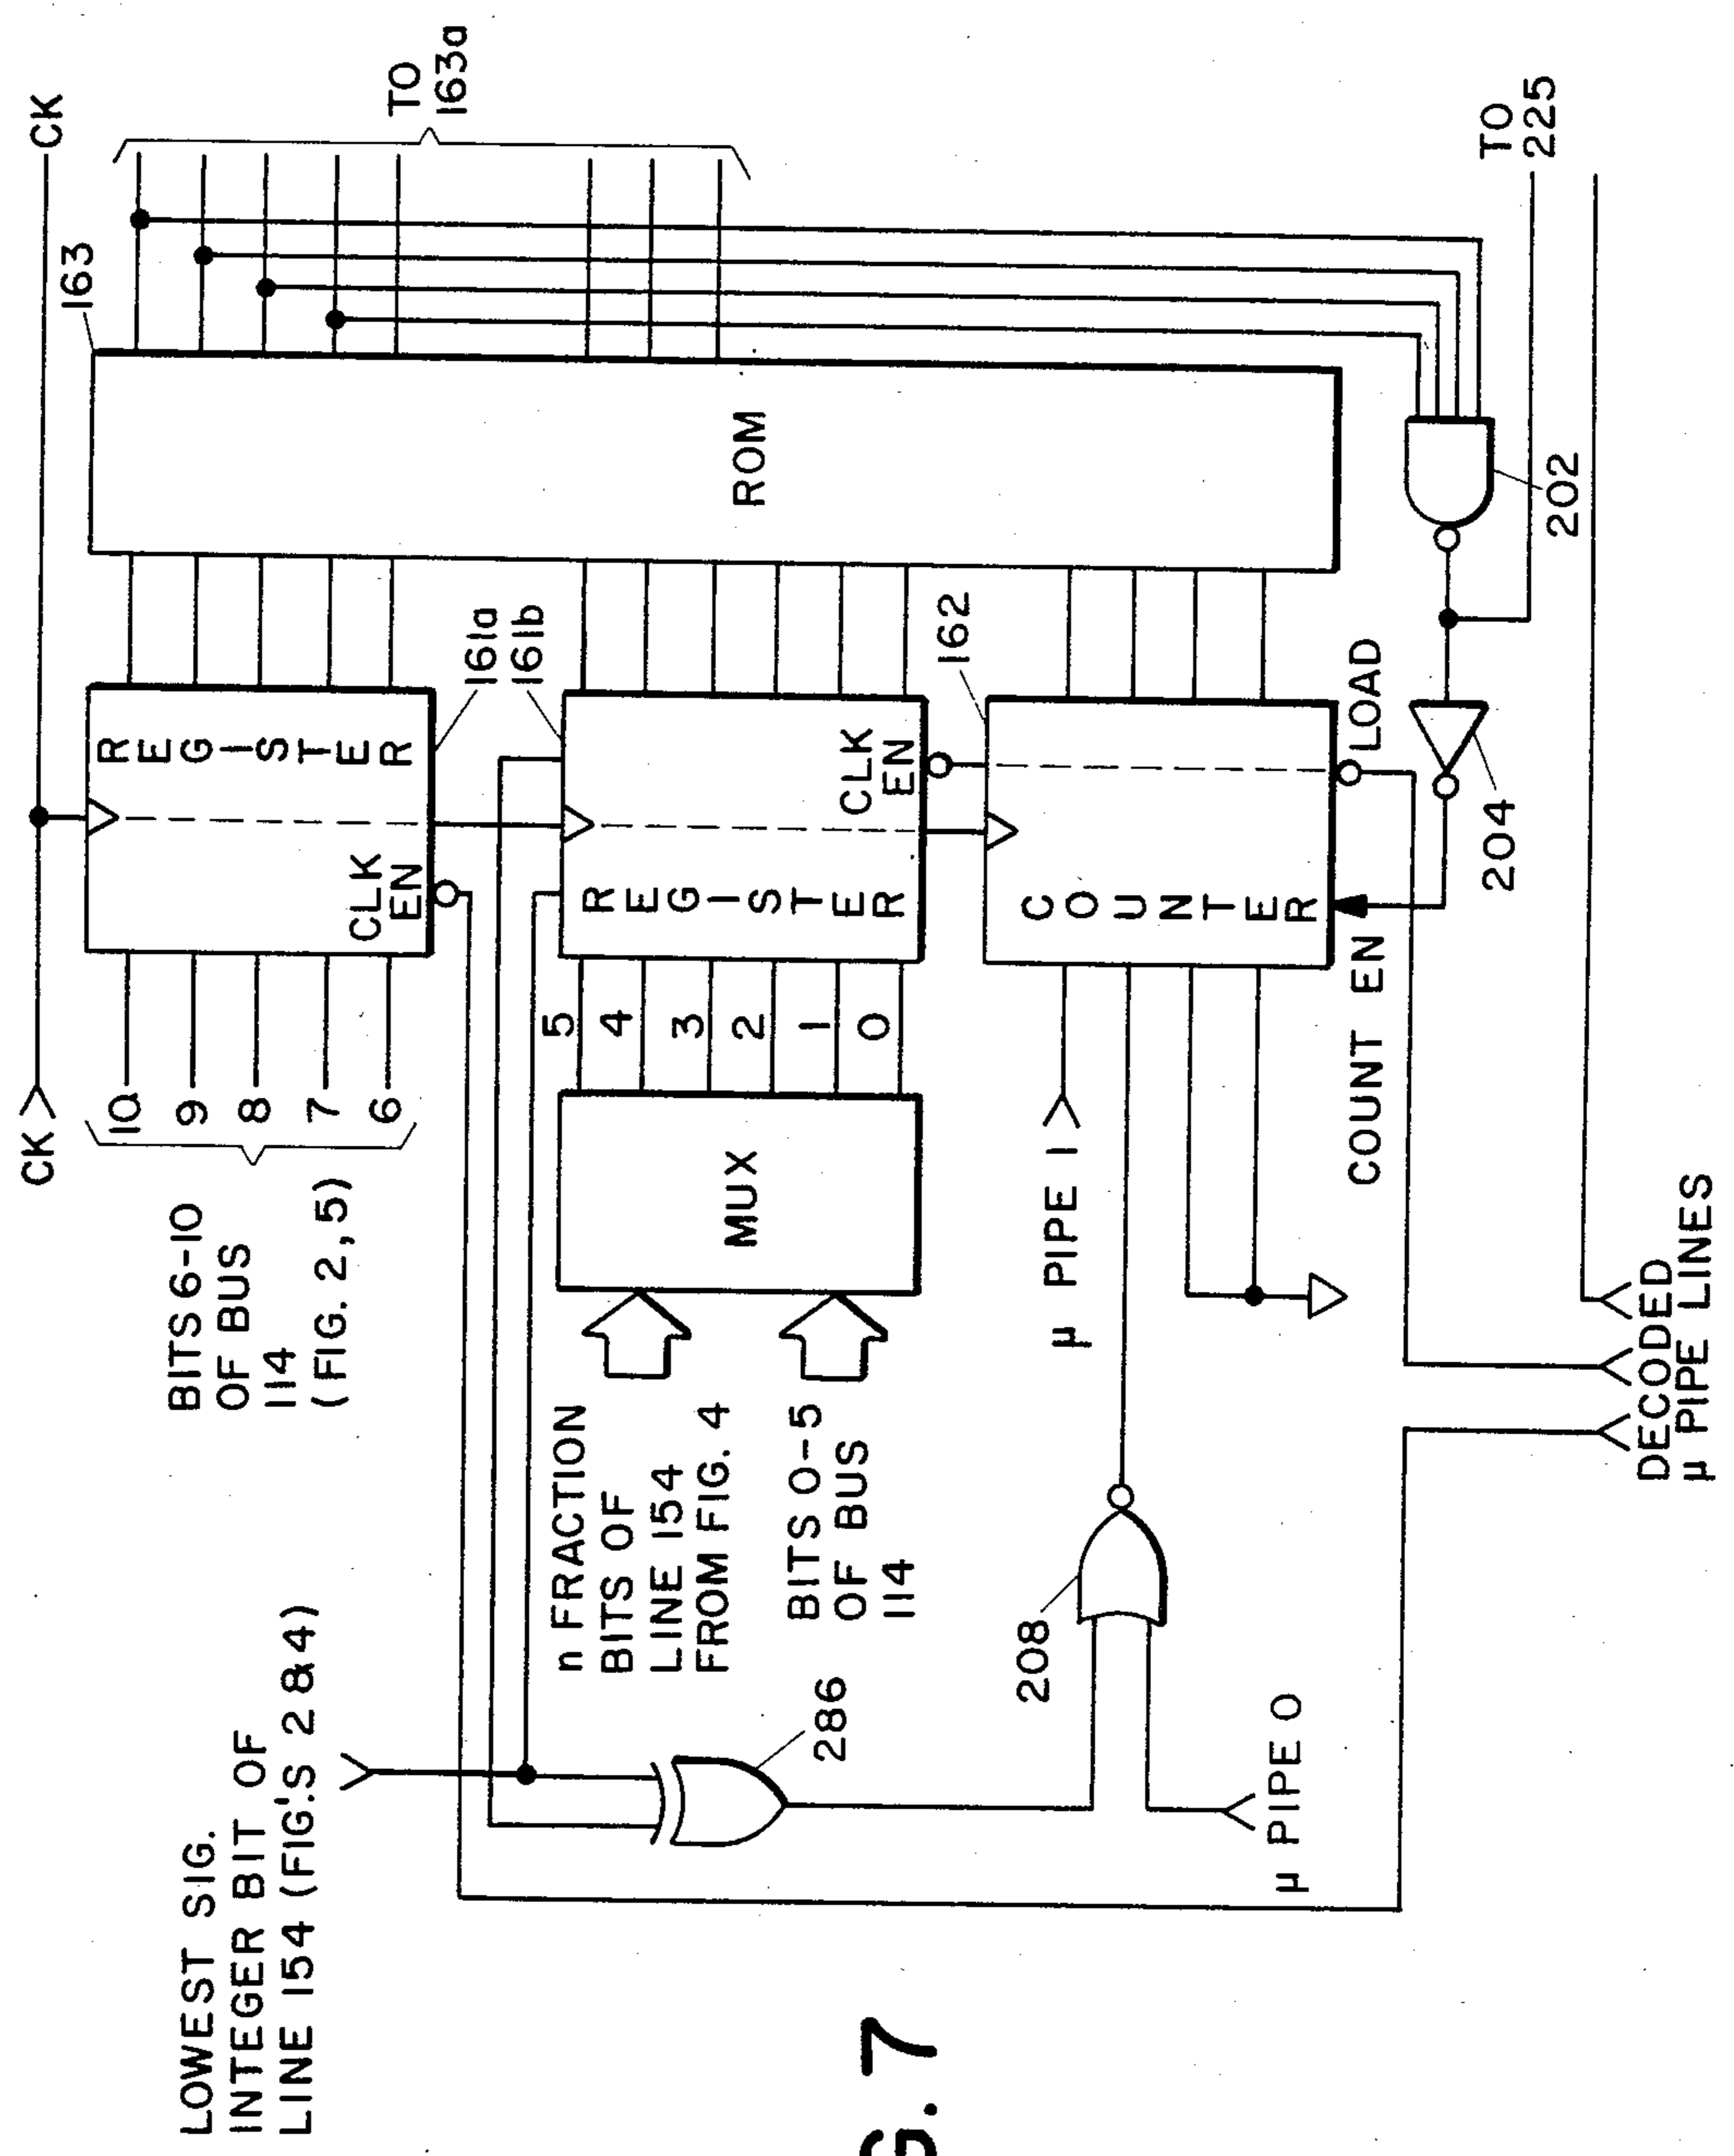 LOWEST SIG.
INTEGER BIT OF
LINE 154 (FIG'.S 2&4)
CK
CK
BITS 6-10
OF BUS
114
(FIG. 2,5)
10
9
8
7
6
REGISTER
CLK
EN
161a
161b
163
ROM
TO
163a
n FRACTION
BITS OF
LINE 154
FROM FIG. 4
BITS 0-5
OF BUS
114
MUX
5
4
3
2
1
0
REGISTER
CLK
EN
286
208
μ PIPE 0
μ PIPE 1
COUNTER
162
LOAD
COUNT EN
204
202
TO
225
DECODED
μ PIPE LINES
G. 7